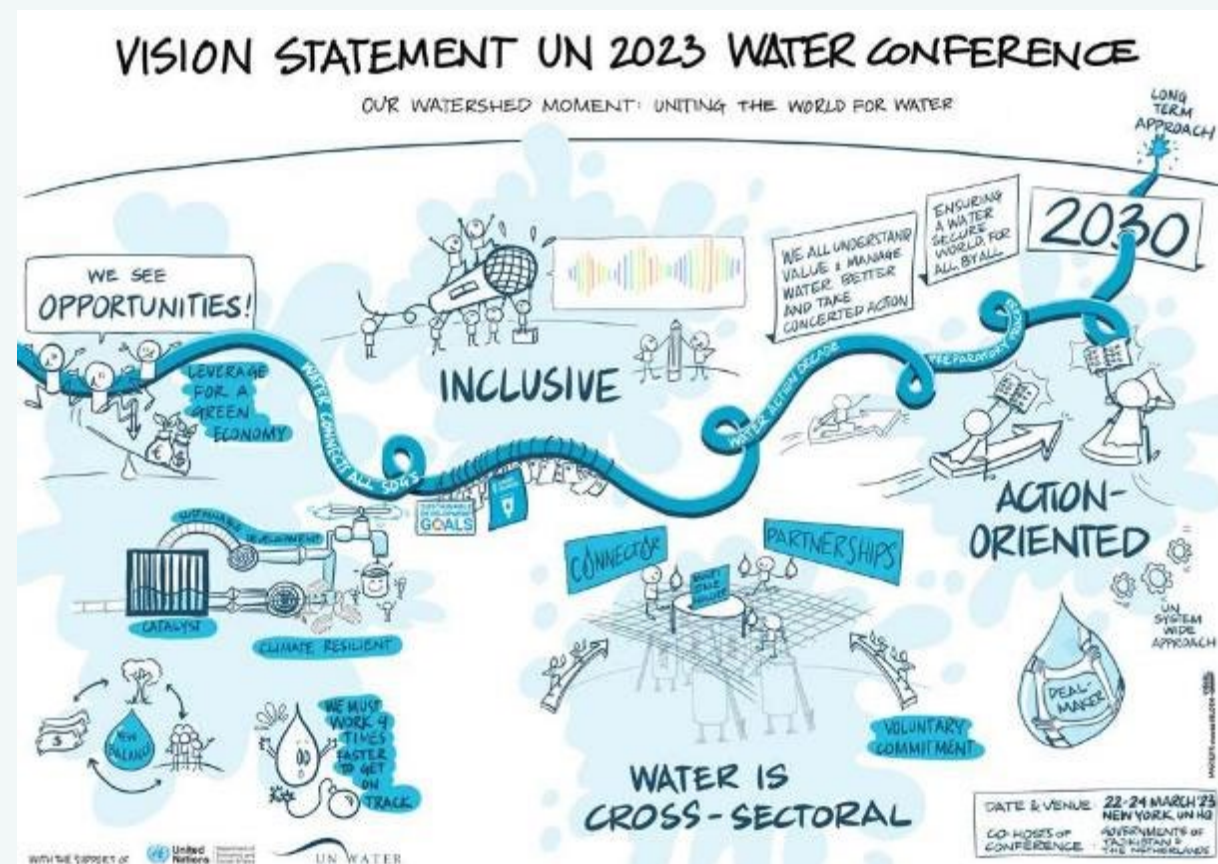 VISION STATEMENT UN 2023 WATER CONFERENCE
OUR WATERSHED MOMENT: UNITING THE WORLD FOR WATER
LONG
TERM
APPROACH
2030
ENSURING
A WATER
SECURE
WORLD FOR
ALL BY ALL
WE ALL UNDERSTAND
VALUE & MANAGE
WATER BETTER
AND TAKE
CONCERTED ACTION
WE SEE
OPPORTUNITIES!
LEVERAGE
FOR A
GREEN
ECONOMY
€ $
WATER CONNECTS ALL SDGS
INCLUSIVE
WATER ACTION DECADE
PREPARATORY PROCESS
SUSTAINABLE
DEVELOPMENT
GOALS
ACTION-
ORIENTED
SUSTAINABLE
DEVELOPMENT
CATALYST
CLIMATE RESILIENT
CONNECTOR
PARTNERSHIPS
VOLUNTARY
COMMITMENT
WATER IS
CROSS-SECTORAL
UN
SYSTEM
WIDE
APPROACH
DEAL-
MAKER
$
NEW
BALANCE
WE MUST
WORK 4
TIMES
FASTER
TO GET
ON
TRACK
DATE & VENUE 22-24 MARCH '23
NEW YORK, UN HQ
CO-HOSTS OF
CONFERENCE
GOVERNMENTS OF
TAJIKISTAN &
THE NETHERLANDS
WITH THE SUPPORT OF
United
Nations
UN WATER